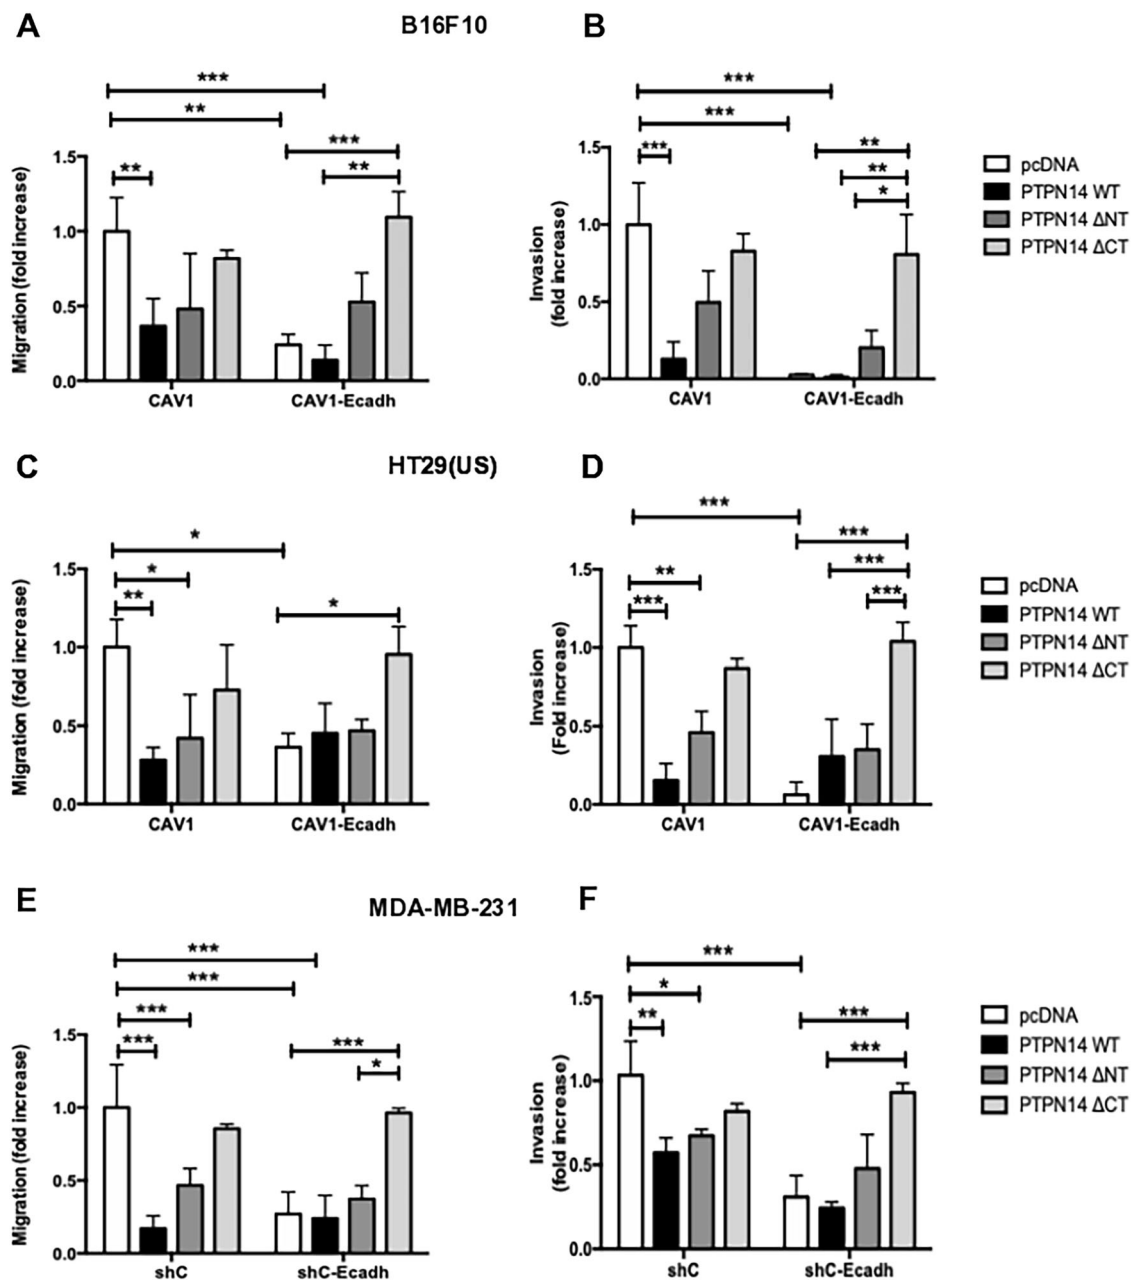 A
B16F10
B
***
**
***
**
**
Migration (fold increase)
1.5
1.0
0.5
0.0
CAV1
CAV1-Ecadh
***
***
***
**
**
*
Invasion
(fold increase)
1.5
1.0
0.5
0.0
CAV1
CAV1-Ecadh
pcDNA
PTPN14 WT
PTPN14 ΔNT
PTPN14 ΔCT
C
HT29(US)
D
*
*
**
*
Migration (fold increase)
1.5
1.0
0.5
0.0
CAV1
CAV1-Ecadh
***
***
***
**
***
***
Invasion
(Fold increase)
1.5
1.0
0.5
0.0
CAV1
CAV1-Ecadh
pcDNA
PTPN14 WT
PTPN14 ΔNT
PTPN14 ΔCT
E
MDA-MB-231
F
***
***
***
***
***
*
Migration (fold increase)
1.5
1.0
0.5
0.0
shC
shC-Ecadh
***
*
**
***
***
Invasion
(fold increase)
1.5
1.0
0.5
0.0
shC
shC-Ecadh
pcDNA
PTPN14 WT
PTPN14 ΔNT
PTPN14 ΔCT